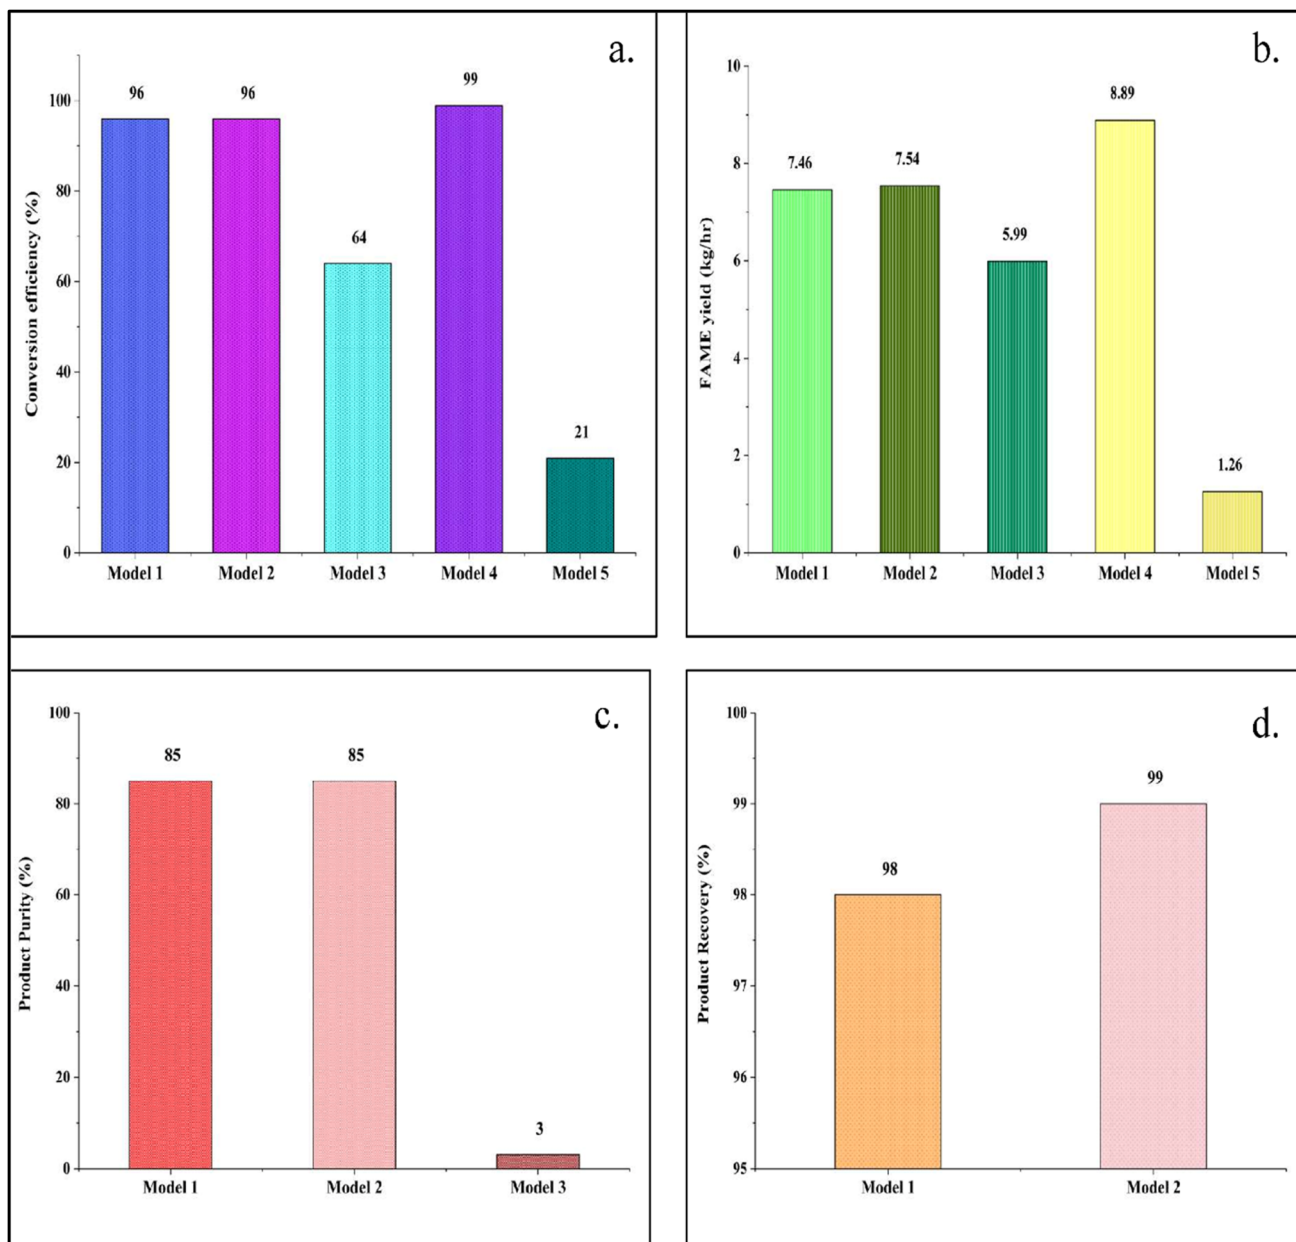 a.
Conversion efficiency (%)
100
80
60
40
20
0
96
96
64
99
21
Model 1
Model 2
Model 3
Model 4
Model 5
b.
FAME yield (kg/hr)
10
8
6
4
2
0
7.46
7.54
5.99
8.89
1.26
Model 1
Model 2
Model 3
Model 4
Model 5
c.
Product Purity (%)
100
80
60
40
20
0
85
85
3
Model 1
Model 2
Model 3
d.
Product Recovery (%)
100
99
98
97
96
95
98
99
Model 1
Model 2